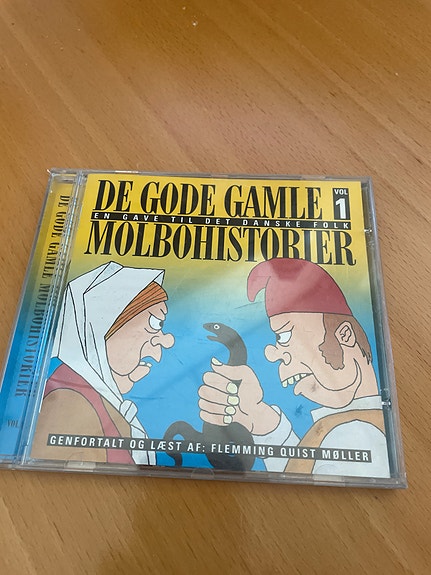 DE GODE GAMLE VOL 1
EN GAVE TIL DET DANSKE FOLK
MOLBOHISTORIER
GENFORTALT OG LÆST AF: FLEMMING QUIST MØLLER
DE GODE GAMLE MOLBOHISTORIER
VOL